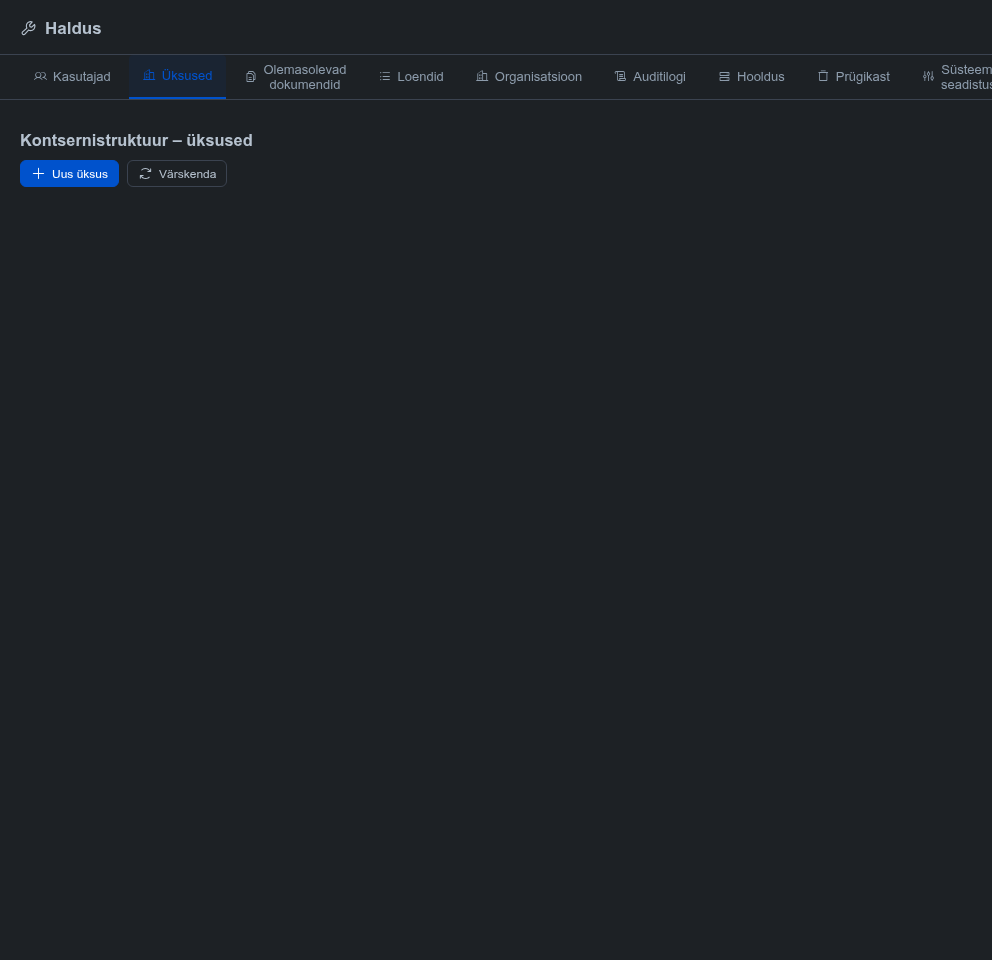 Haldus
Kasutajad
Üksused
Olemasolevad
dokumendid
Loendid
Organisatsioon
Auditilogi
Hooldus
Prügikast
Süsteem
seadistus
Kontsernistruktuur – üksused
Uus üksus
Värskenda